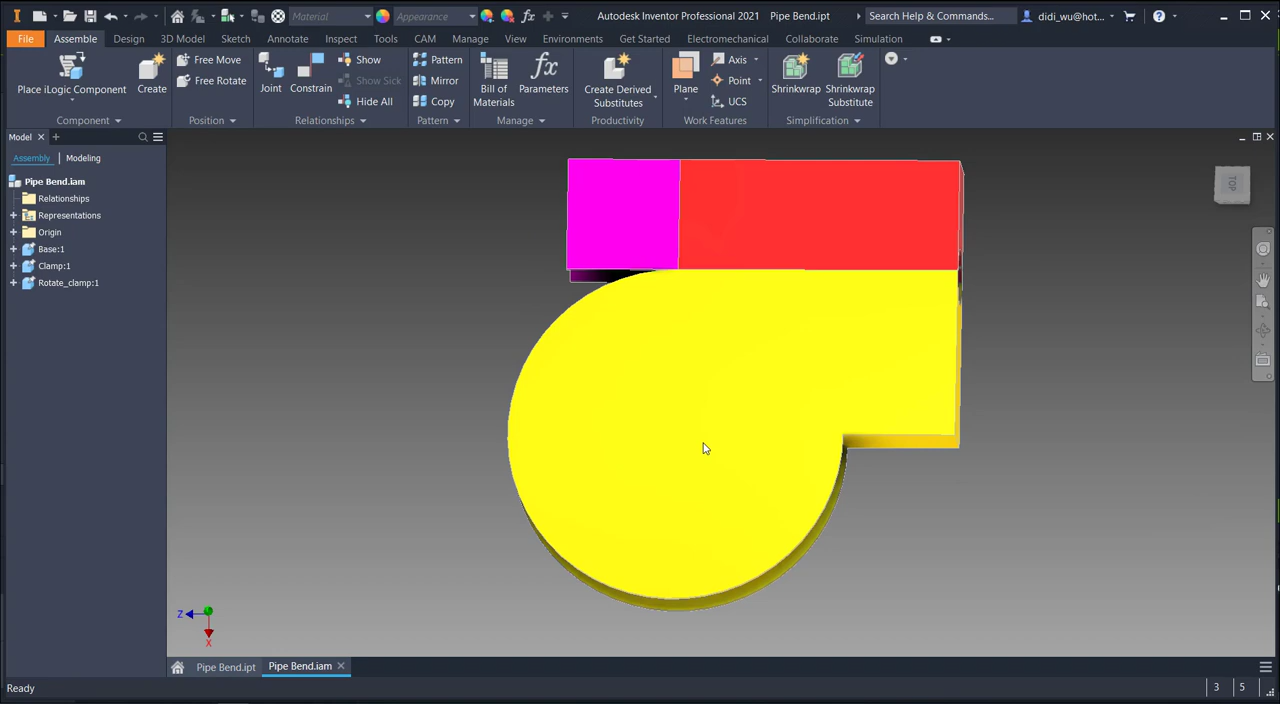 Material
Appearance
Autodesk Inventor Professional 2021 Pipe Bend.ipt
Search Help & Commands...
didi_wu@hot...
File Assemble Design 3D Model Sketch Annotate Inspect Tools CAM Manage View Environments Get Started Electromechanical Collaborate Simulation
Place iLogic Component
Create
Free Move
Free Rotate
Component
Position
Joint
Constrain
Show
Show Sick
Hide All
Relationships
Pattern
Mirror
Copy
Pattern
Bill of
Materials
fx
Parameters
Manage
Create Derived
Substitutes
Productivity
Plane
Axis
Point
UCS
Work Features
Shrinkwrap
Shrinkwrap
Substitute
Simplification
Model
Assembly Modeling
Pipe Bend.iam
Relationships
Representations
Origin
Base:1
Clamp:1
Rotate_clamp:1
TOP
Z
X
Pipe Bend.ipt Pipe Bend.iam
Ready
3 5